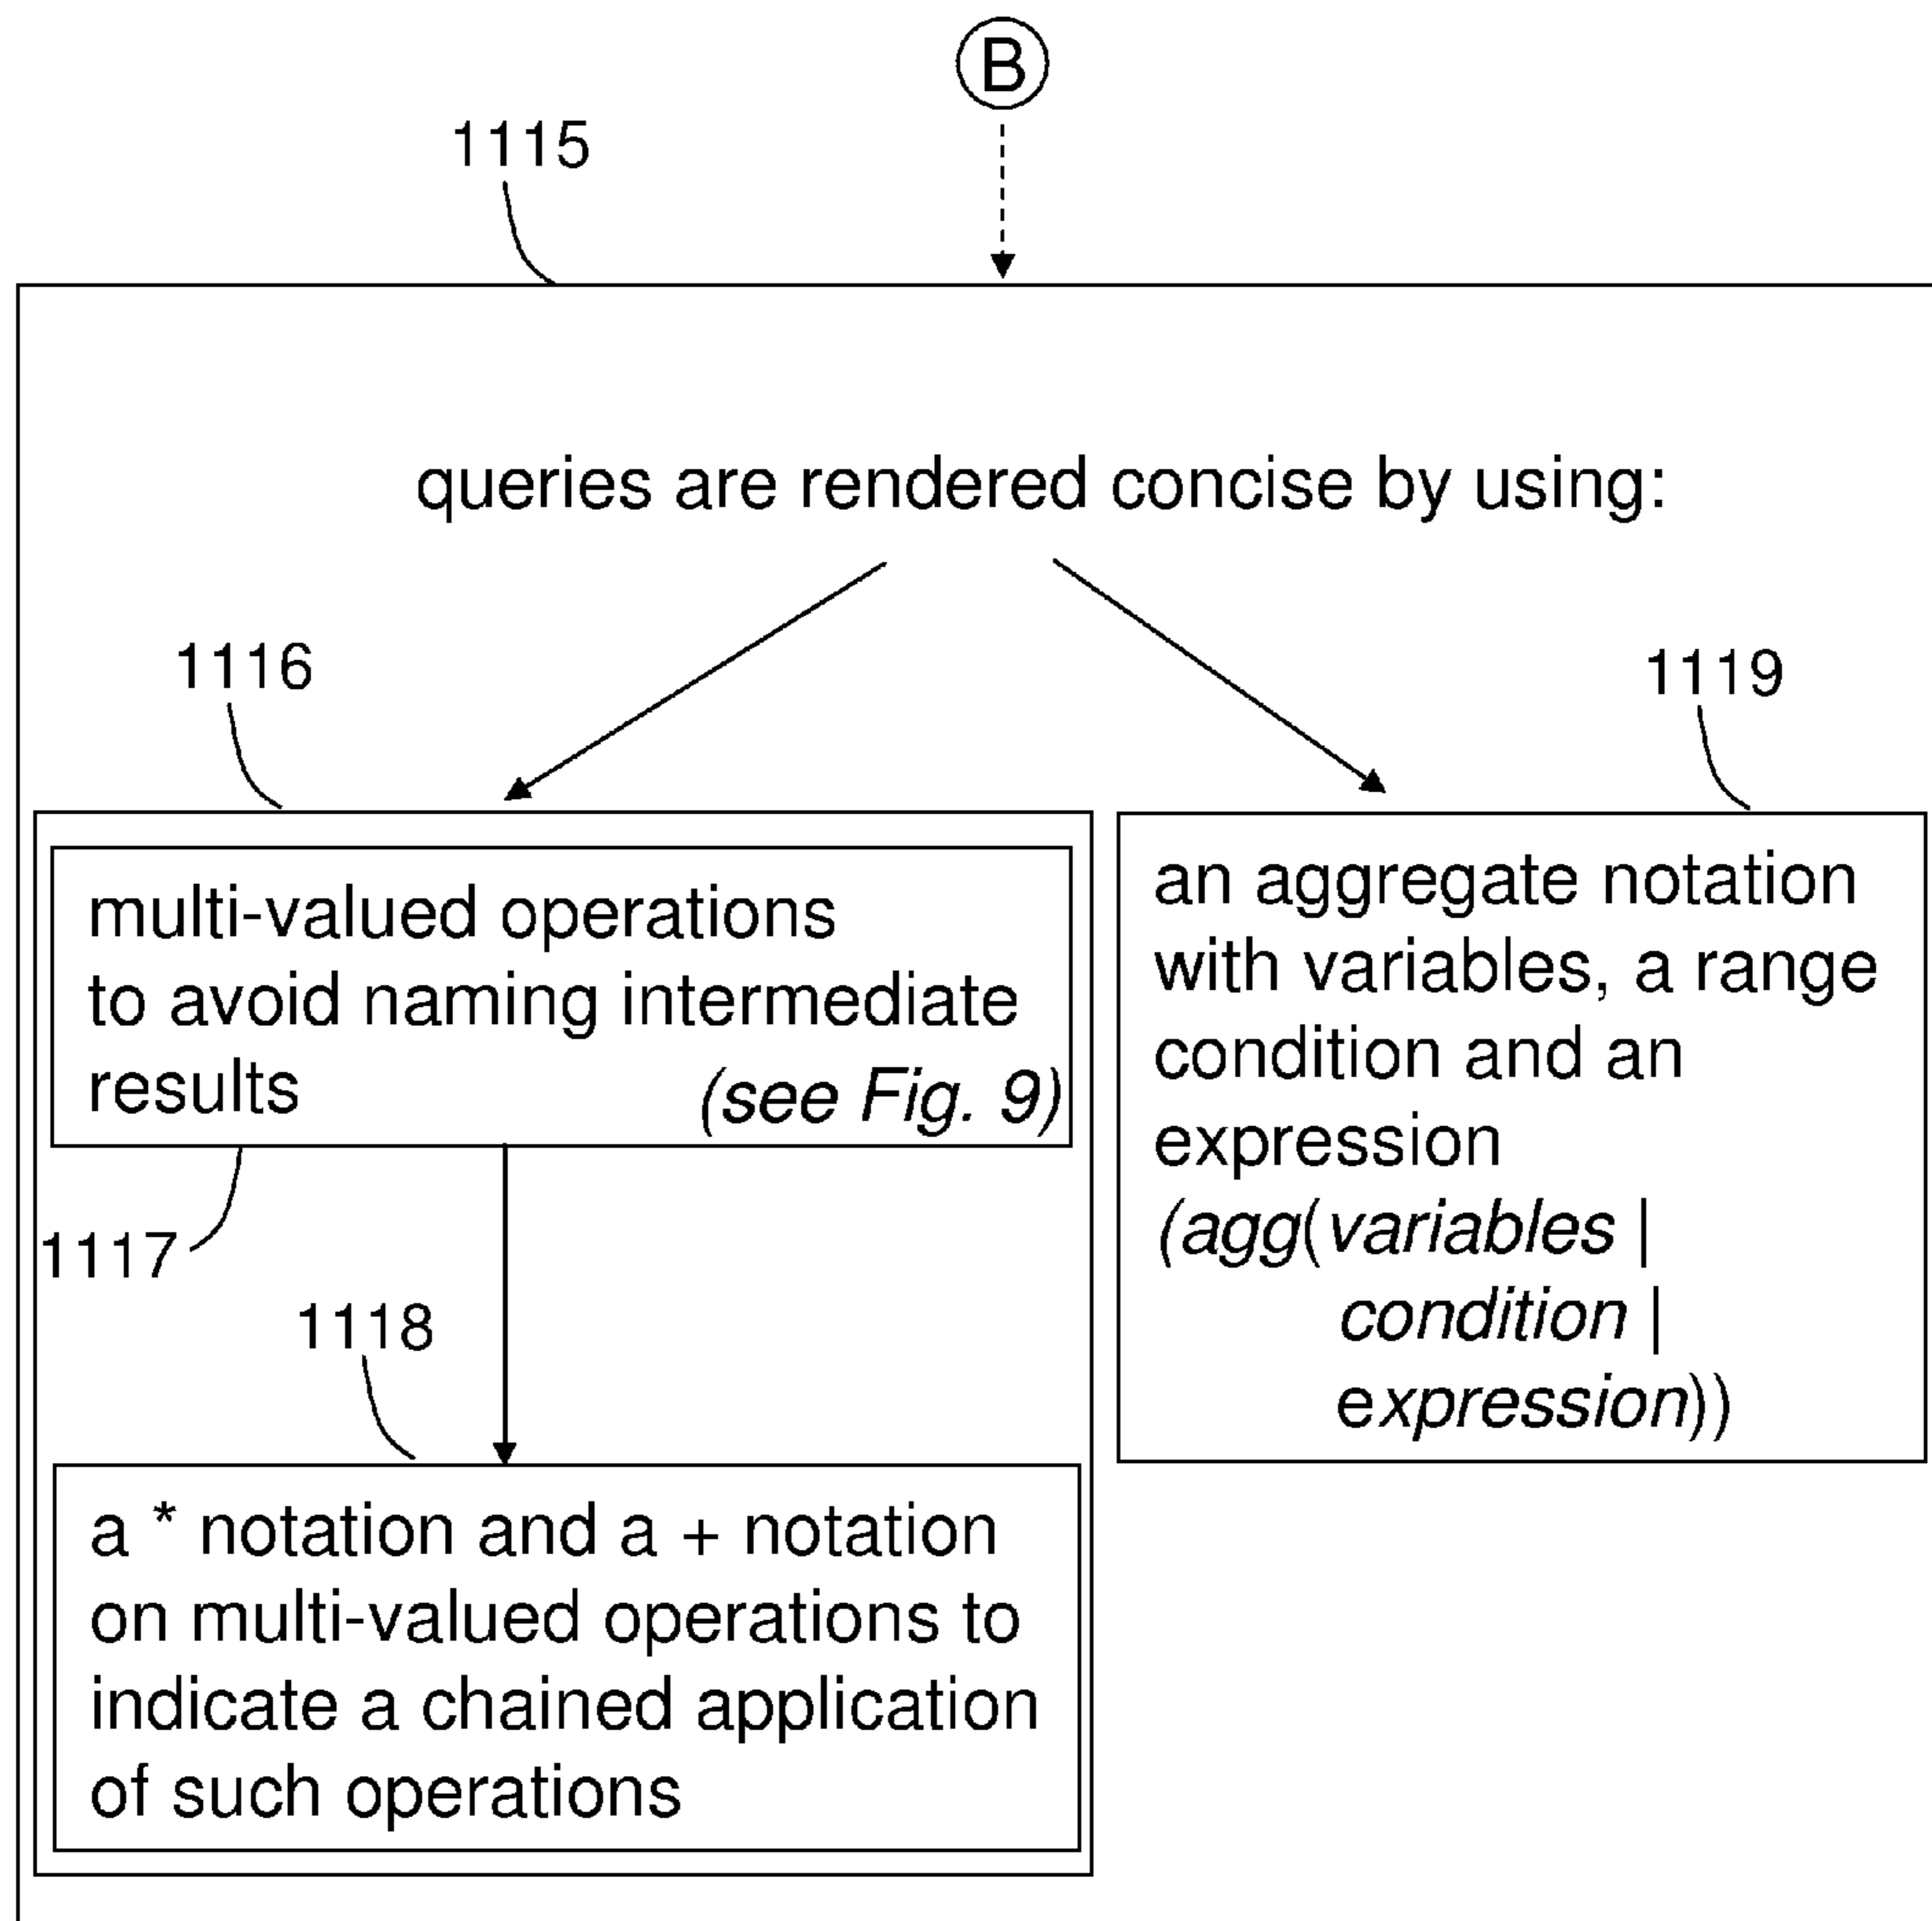 B
1115
queries are rendered concise by using:
1116
1119
multi-valued operations
to avoid naming intermediate
results (see Fig. 9)
1117
1118
a * notation and a + notation
on multi-valued operations to
indicate a chained application
of such operations
an aggregate notation
with variables, a range
condition and an
expression
(agg(variables |
condition |
expression))